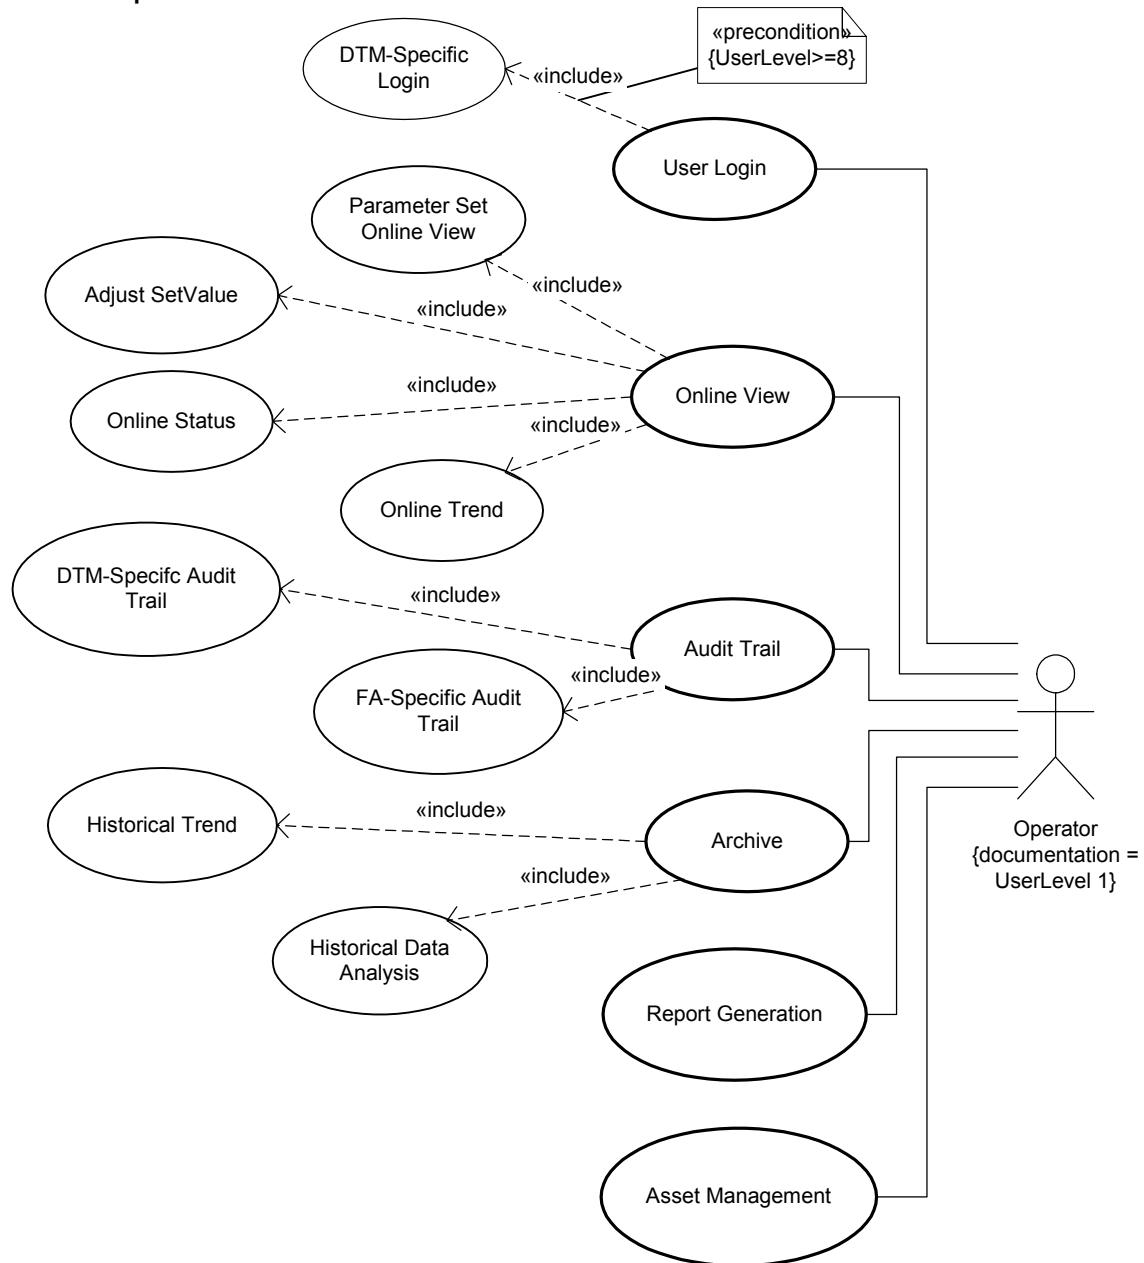 DTM-Specific
Login
«include»
«precondition»
{UserLevel>=8}
User Login
Parameter Set
Online View
«include»
Adjust SetValue
«include»
Online View
«include»
Online Status
«include»
Online Trend
DTM-Specifc Audit
Trail
«include»
Audit Trail
«include»
FA-Specific Audit
Trail
Historical Trend
«include»
Archive
Operator
{documentation =
UserLevel 1}
«include»
Historical Data
Analysis
Report Generation
Asset Management